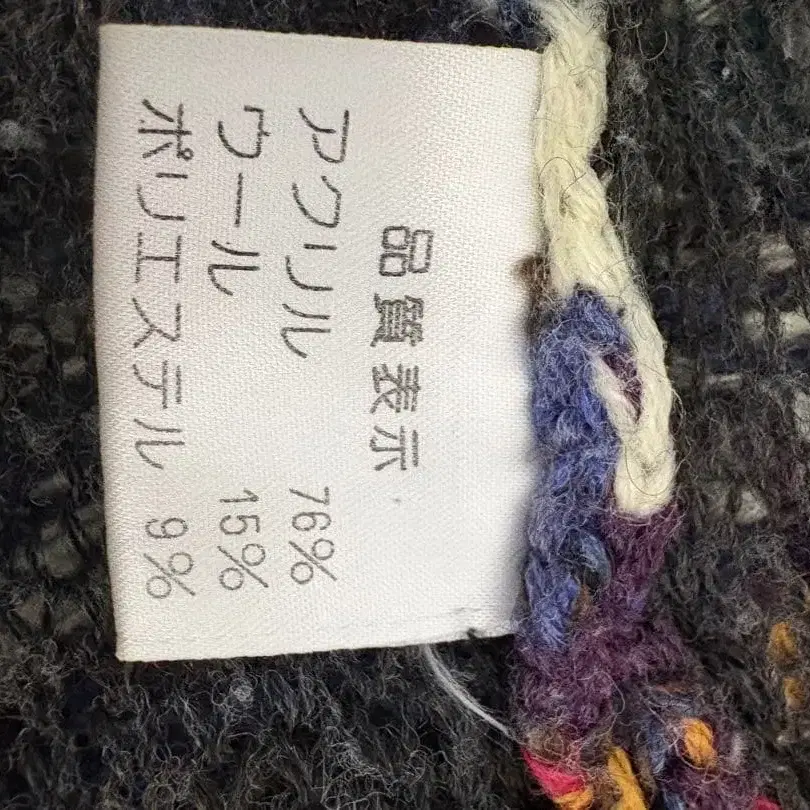 品質表示
アクリル 76%
ウール 15%
ポリエステル 9%